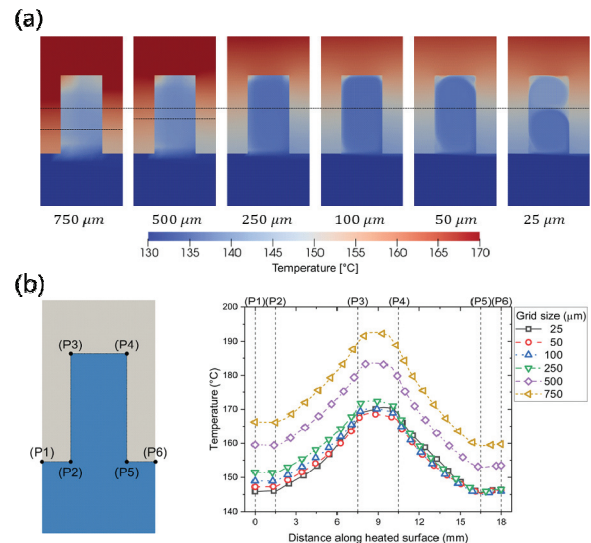 (a)
750 μm 500 μm 250 μm 100 μm 50 μm 25 μm
130 135 140 145 150 155 160 165 170
Temperature [°C]
(b)
(P3) (P4)
(P1) (P2) (P5) (P6)
(P1) (P2) (P3) (P4) (P5) (P6)
200
190
180
170
160
150
140
Temperature (°C)
0 3 6 9 12 15 18
Distance along heated surface (mm)
Grid size (μm)
25
50
100
250
500
750